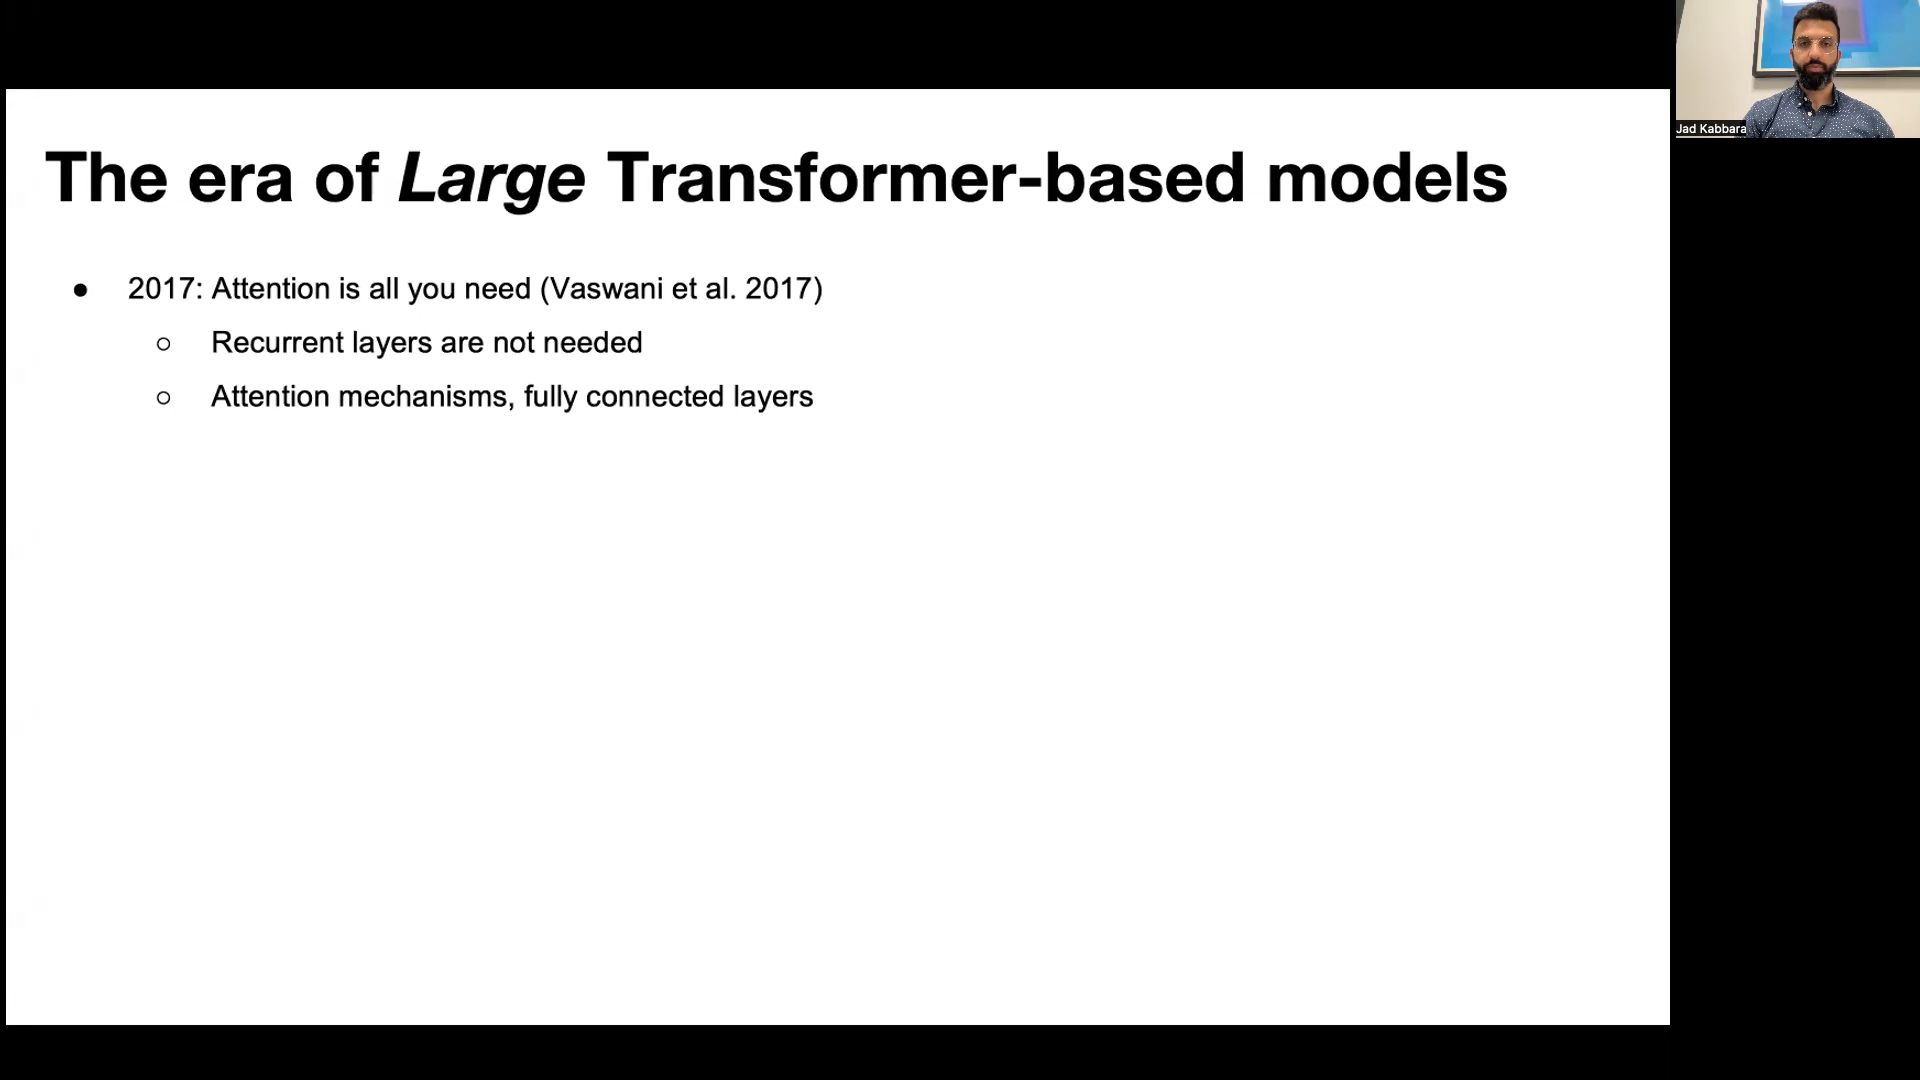 The era of Large Transformer-based models
● 2017: Attention is all you need (Vaswani et al. 2017)
○ Recurrent layers are not needed
○ Attention mechanisms, fully connected layers
Jad Kabbara